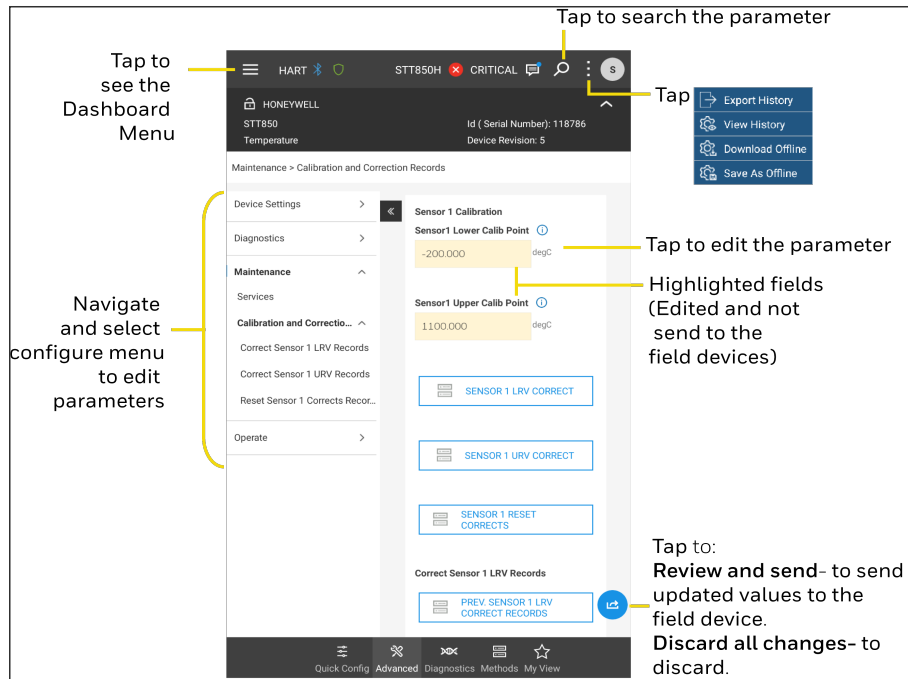 Tap to search the parameter
Tap to
see the
Dashboard
Menu
HART
STT850H
CRITICAL
S
Tap
Export History
View History
Download Offline
Save As Offline
HONEYWELL
STT850
Id ( Serial Number): 118786
Temperature
Device Revision: 5
Maintenance > Calibration and Correction Records
Navigate
and select
configure menu
to edit
parameters
Device Settings
Diagnostics
Maintenance
Services
Calibration and Correctio...
Correct Sensor 1 LRV Records
Correct Sensor 1 URV Records
Reset Sensor 1 Corrects Recor...
Operate
Sensor 1 Calibration
Sensor1 Lower Calib Point
-200.000
degC
Sensor1 Upper Calib Point
1100.000
degC
SENSOR 1 LRV CORRECT
SENSOR 1 URV CORRECT
SENSOR 1 RESET
CORRECTS
Correct Sensor 1 LRV Records
PREV. SENSOR 1 LRV
CORRECT RECORDS
Tap to edit the parameter
Highlighted fields
(Edited and not
send to the
field devices)
Tap to:
Review and send- to send
updated values to the
field device.
Discard all changes- to
discard.
Quick Config Advanced Diagnostics Methods My View